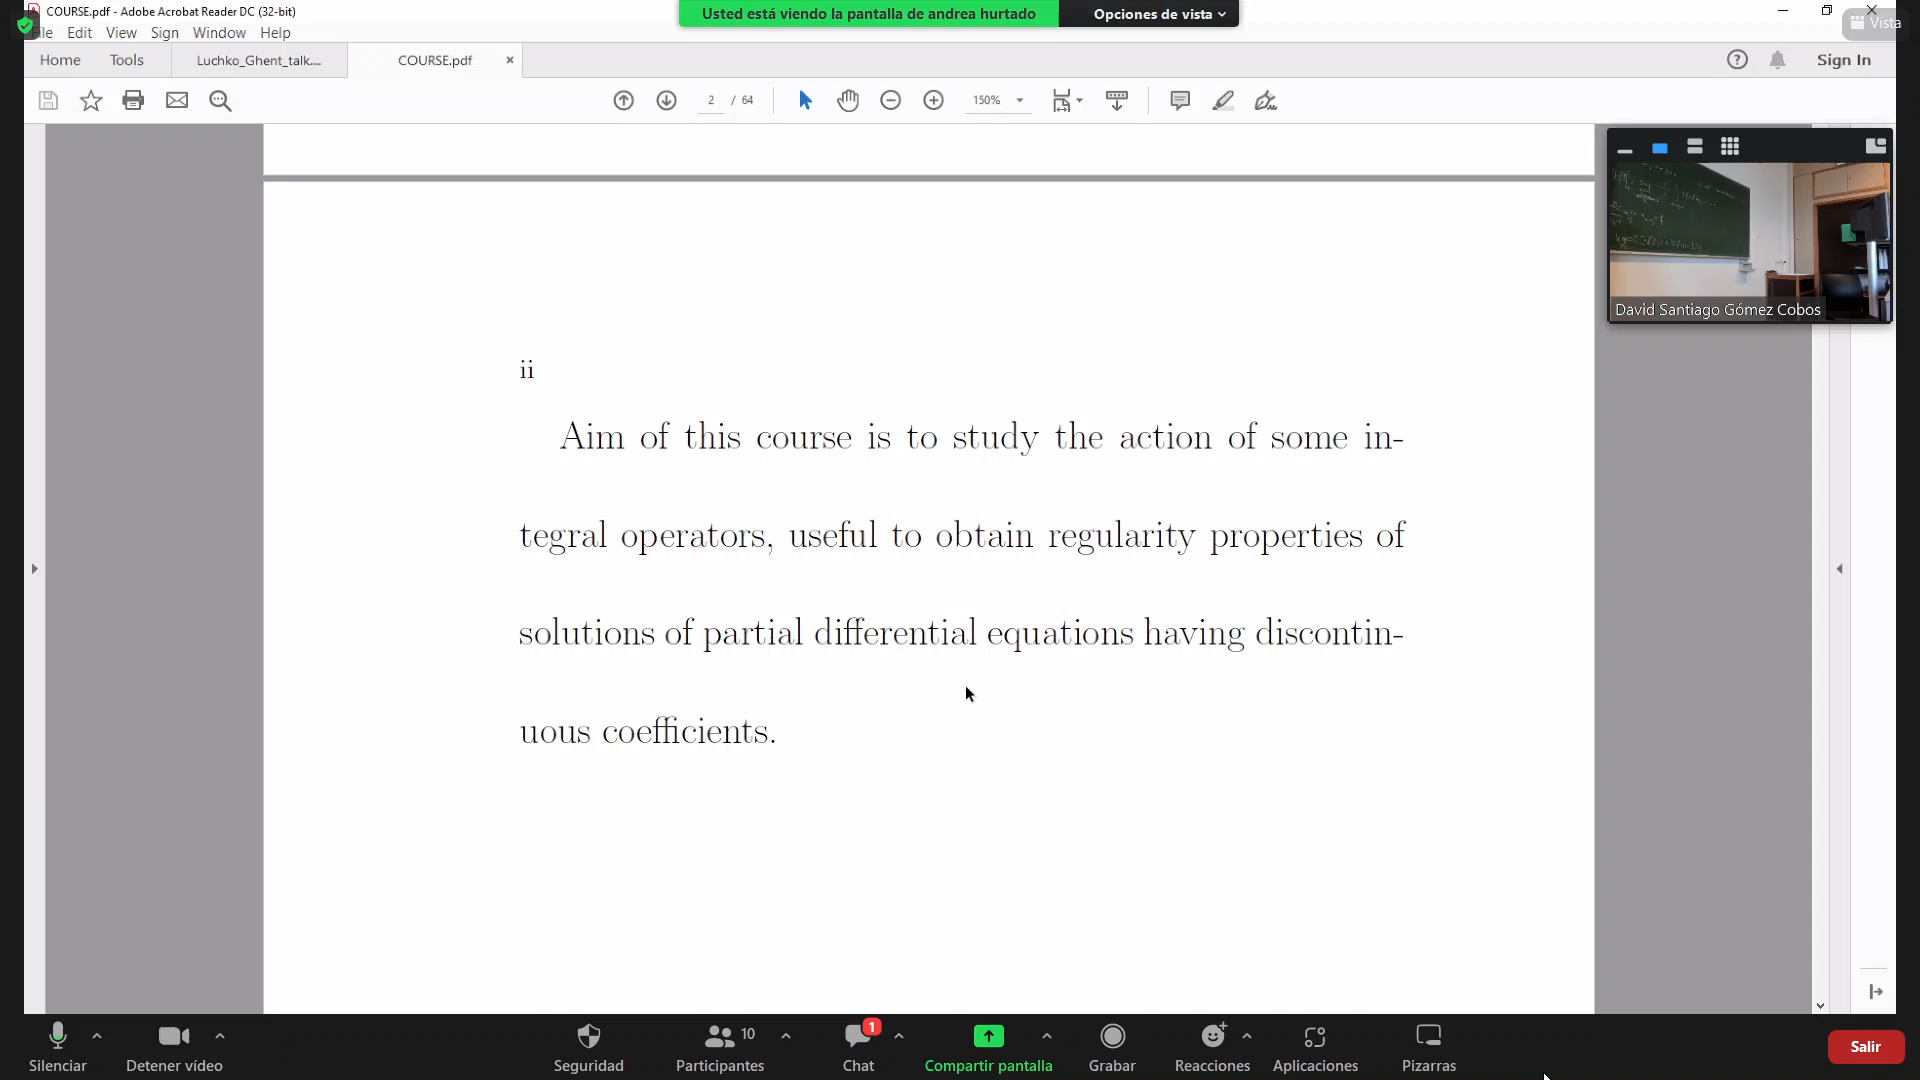 COURSE.pdf - Adobe Acrobat Reader DC (32-bit)
Usted está viendo la pantalla de andrea hurtado
Opciones de vista
Vista
File Edit View Sign Window Help
Home Tools Luchko_Ghent_talk.... COURSE.pdf × Sign In
2 / 64 150%
David Santiago Gómez Cobos
ii
Aim of this course is to study the action of some in-
tegral operators, useful to obtain regularity properties of
solutions of partial differential equations having discontin-
uous coefficients.
10 1
Silenciar Detener vídeo Seguridad Participantes Chat Compartir pantalla Grabar Reacciones Aplicaciones Pizarras Salir